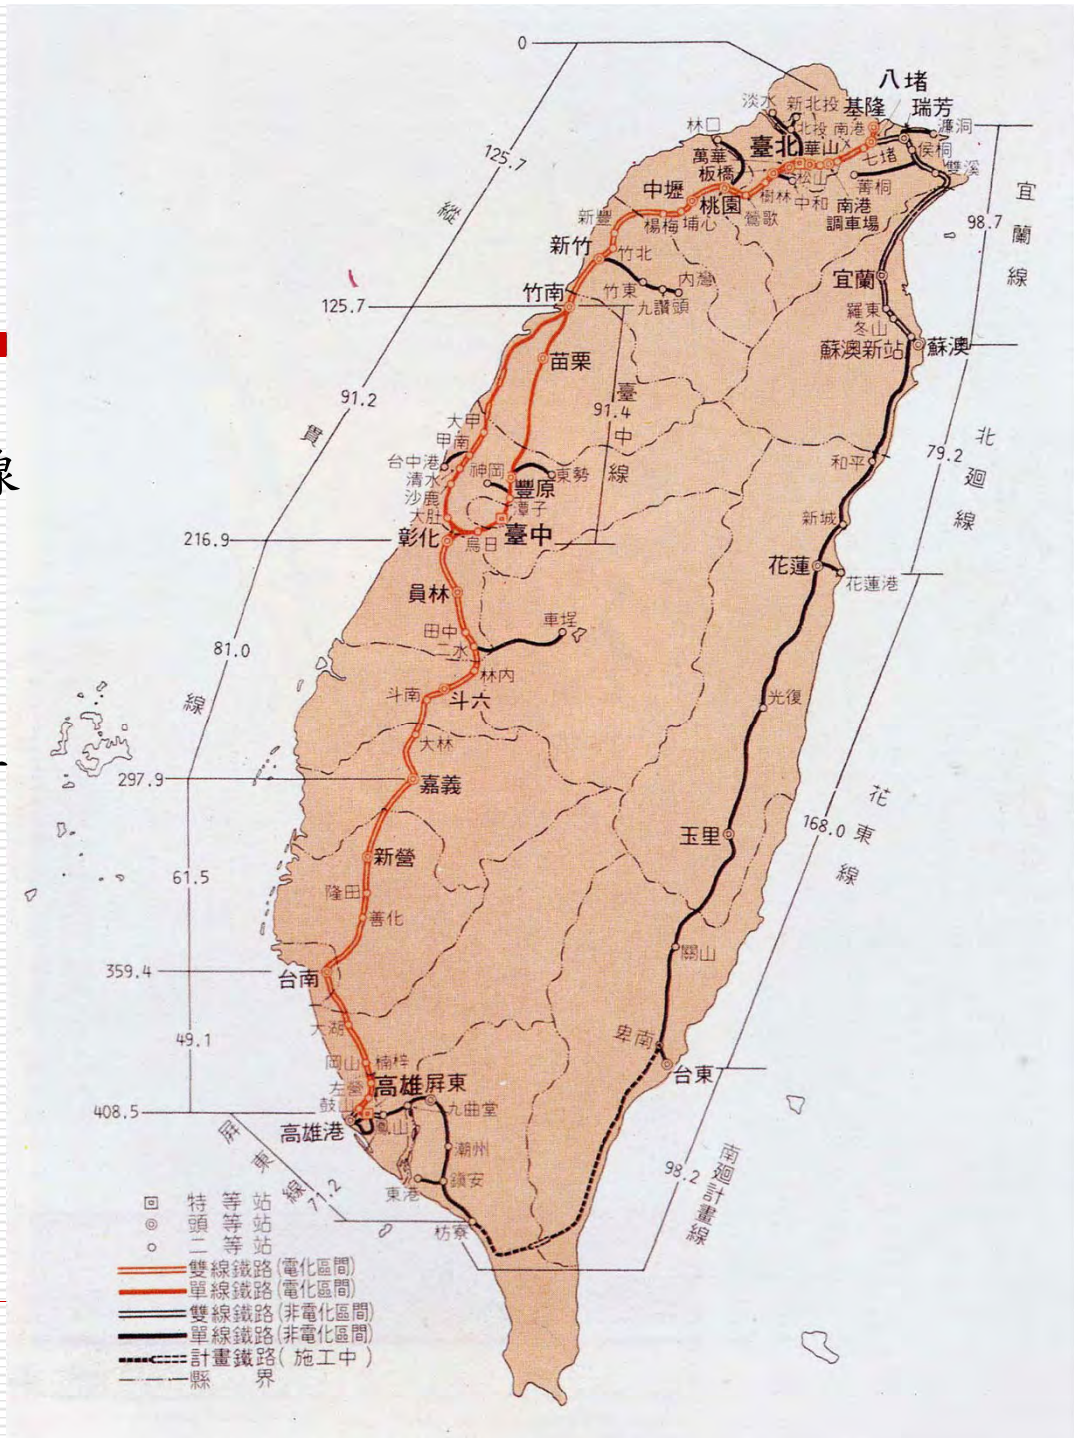 0
八堵
淡水
新北投
基隆
瑞芳
林口
北投
南港
濂洞
臺北
華山
125.7
萬華
七堵
侯桐
板橋
松山
雙溪
中壢
樹林
菁桐
宜
桃園
中和
南港
98.7
蘭
縱
新豐
楊梅
埔心
鶯歌
調車場
線
新竹
竹北
宜蘭
竹東
內灣
竹南
九讚頭
125.7
羅東
冬山
蘇澳新站
蘇澳
苗栗
91.2
臺
91.4
中
線
大甲
貫
甲南
北
迴
線
79.2
台中港
神岡
東勢
和平
線
清水
豐原
沙鹿
潭子
大肚
新城
216.9
彰化
烏日
臺中
花蓮
花蓮港
員林
車埕
田中
二水
81.0
林內
線
斗南
斗六
光復
大林
297.9
嘉義
花
東
線
168.0
玉里
新營
61.5
隆田
善化
關山
359.4
台南
大湖
卑南
49.1
岡山
楠梓
台東
左營
高雄
屏東
408.5
鼓山
九曲堂
高雄港
鳳山
屏
東
線
潮州
南迴計畫線
98.2
71.2
東港
鎮安
枋寮
特等站
頭等站
二等站
雙線鐵路(電化區間)
單線鐵路(電化區間)
雙線鐵路(非電化區間)
單線鐵路(非電化區間)
計畫鐵路(施工中)
縣界